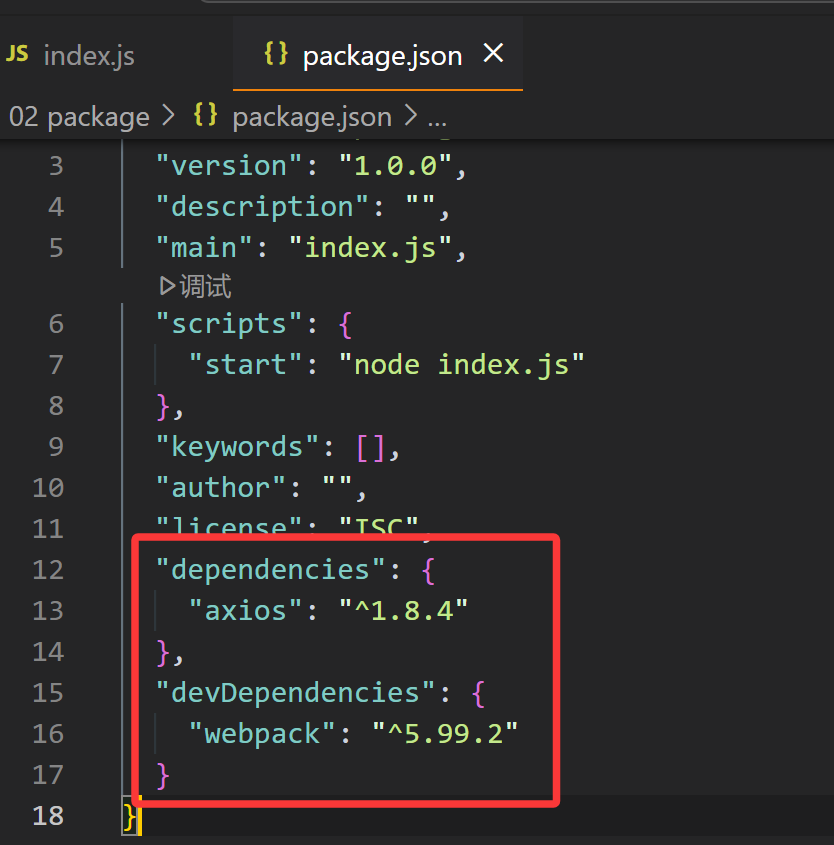 JS index.js
{} package.json ×
02 package > {} package.json > ...
3 "version": "1.0.0",
4 "description": "",
5 "main": "index.js",
调试
6 "scripts": {
7 "start": "node index.js"
8 },
9 "keywords": [],
10 "author": "",
11 "license": "ISC",
12 "dependencies": {
13 "axios": "^1.8.4"
14 },
15 "devDependencies": {
16 "webpack": "^5.99.2"
17 }
18 }